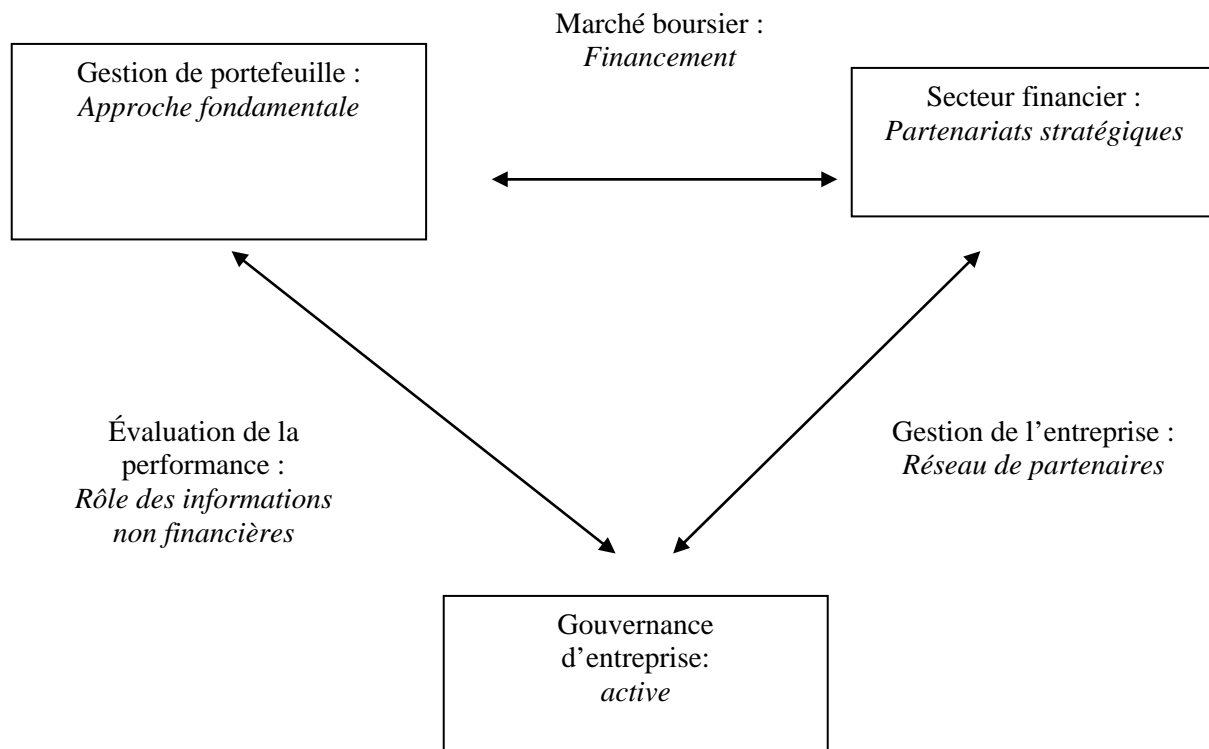 Marché boursier :
Financement
Gestion de portefeuille :
Approche fondamentale
Secteur financier :
Partenariats stratégiques
Évaluation de la
performance :
Rôle des informations
non financières
Gestion de l’entreprise :
Réseau de partenaires
Gouvernance
d’entreprise:
active